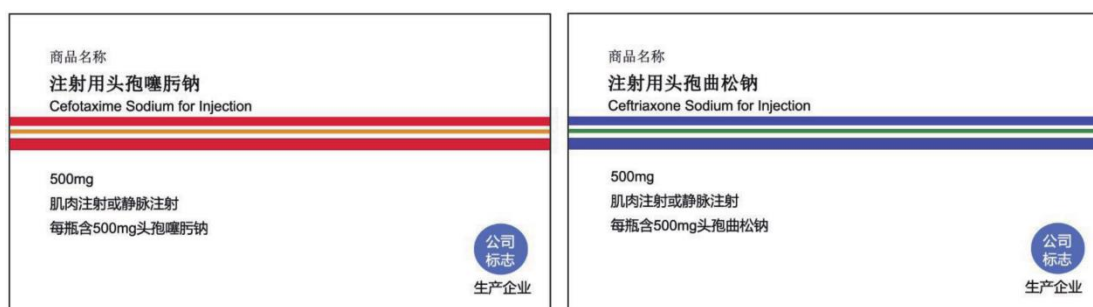 商品名称
注射用头孢噻肟钠
Cefotaxime Sodium for Injection
500mg
肌肉注射或静脉注射
每瓶含500mg头孢噻肟钠
公司
标志
生产企业
商品名称
注射用头孢曲松钠
Ceftriaxone Sodium for Injection
500mg
肌肉注射或静脉注射
每瓶含500mg头孢曲松钠
公司
标志
生产企业